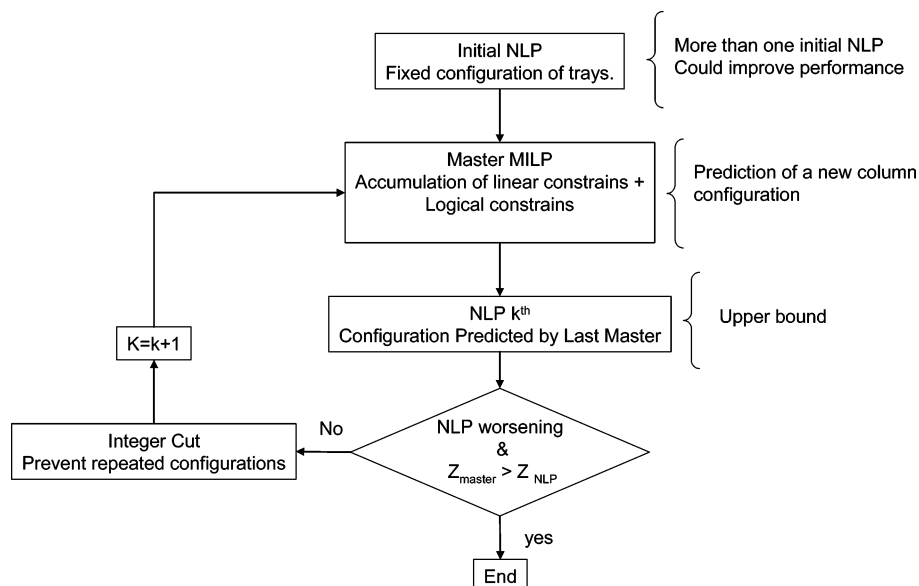 Initial NLP
Fixed configuration of trays.
More than one initial NLP
Could improve performance
Master MILP
Accumulation of linear constrains +
Logical constrains
Prediction of a new column
configuration
NLP kth
Configuration Predicted by Last Master
Upper bound
K=k+1
NLP worsening
&
Zmaster > Z NLP
No
Integer Cut
Prevent repeated configurations
yes
End